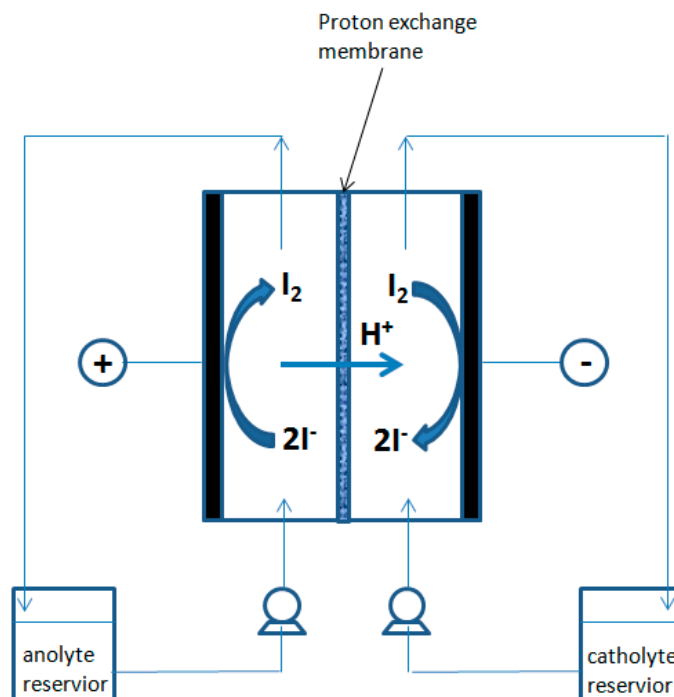 Proton exchange
membrane
I₂
I₂
H⁺
+
-
2I⁻
2I⁻
anolyte
reservior
catholyte
reservior